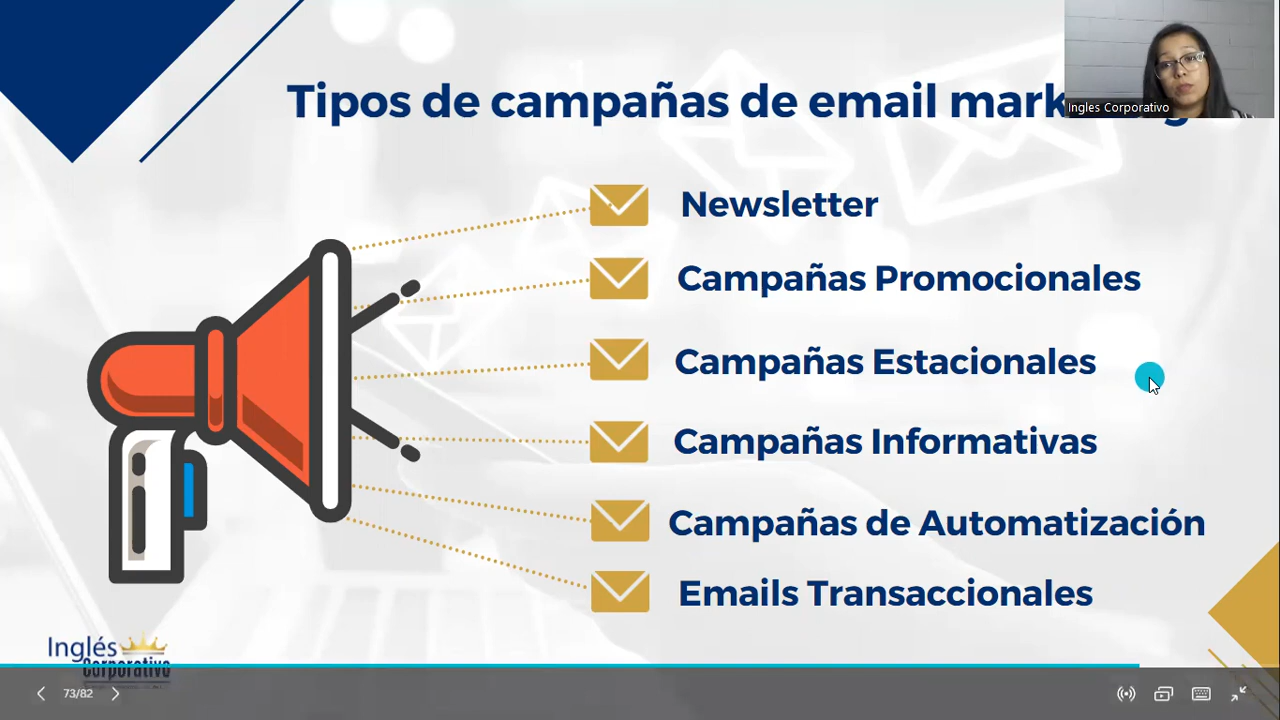 Tipos de campañas de email mark
Ingles Corporativo
Newsletter
Campañas Promocionales
Campañas Estacionales
Campañas Informativas
Campañas de Automatización
Emails Transaccionales
Inglés
Corporativo
73/82